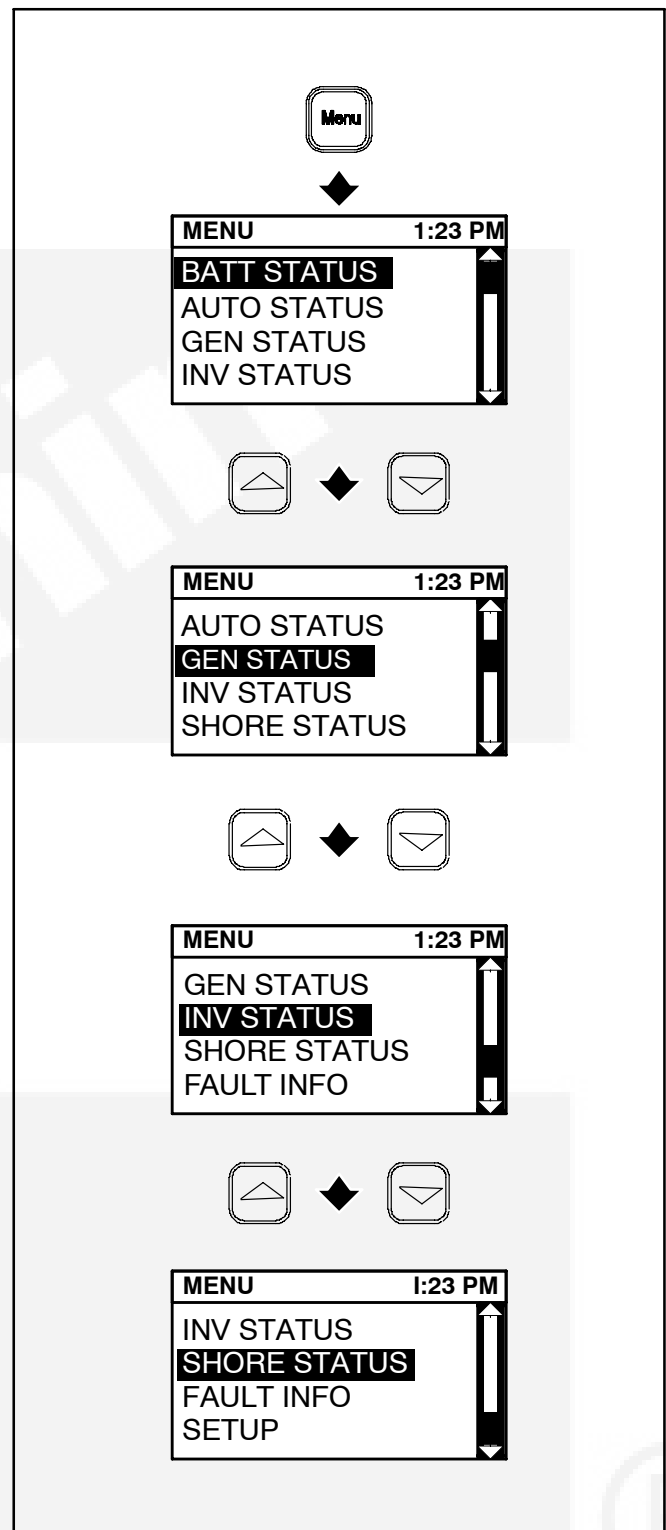 Menu
MENU 1:23 PM
BATT STATUS
AUTO STATUS
GEN STATUS
INV STATUS
MENU 1:23 PM
AUTO STATUS
GEN STATUS
INV STATUS
SHORE STATUS
MENU 1:23 PM
GEN STATUS
INV STATUS
SHORE STATUS
FAULT INFO
MENU I:23 PM
INV STATUS
SHORE STATUS
FAULT INFO
SETUP